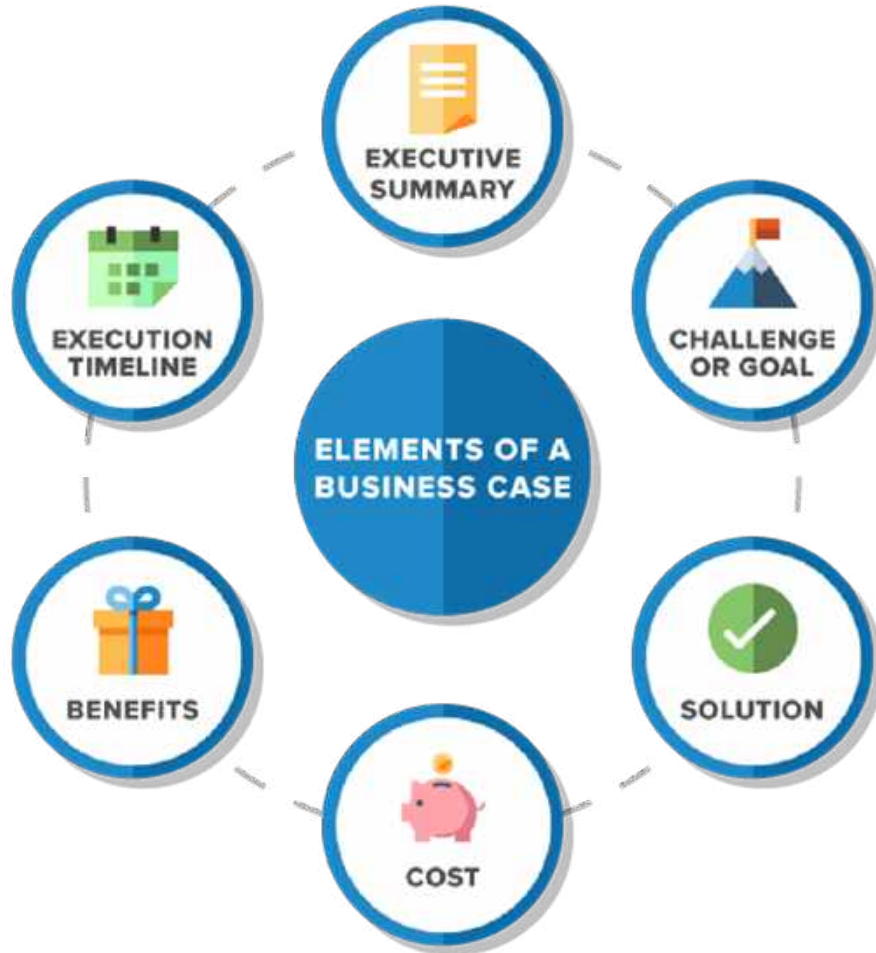 EXECUTIVE
SUMMARY
CHALLENGE
OR GOAL
SOLUTION
COST
BENEFITS
EXECUTION
TIMELINE
ELEMENTS OF A
BUSINESS CASE